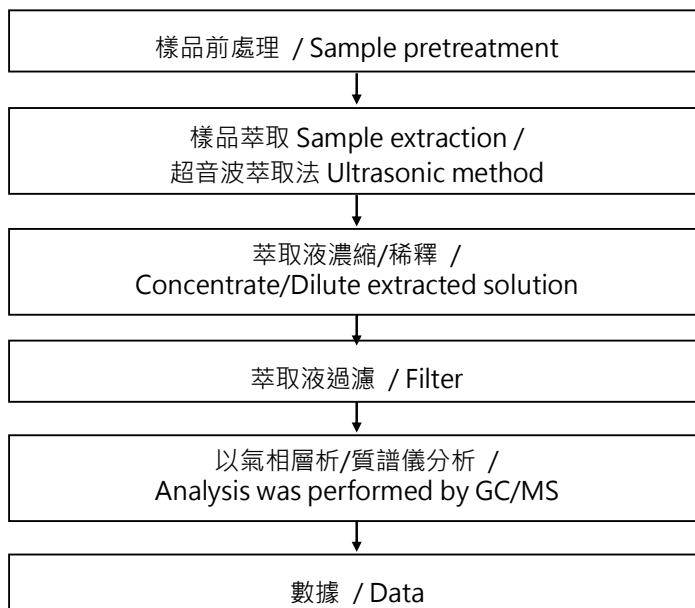 樣品前處理 / Sample pretreatment
樣品萃取 Sample extraction /
超音波萃取法 Ultrasonic method
萃取液濃縮/稀釋 /
Concentrate/Dilute extracted solution
萃取液過濾 / Filter
以氣相層析/質譜儀分析 /
Analysis was performed by GC/MS
數據 / Data